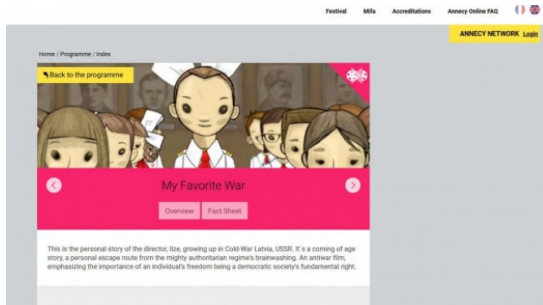 Festival Mifa Accreditations Annecy Online FAQ
ANNECY NETWORK Login
Home / Programme / Index
Back to the programme
My Favorite War
Overview Fact Sheet
This is the personal story of the director, Ilze, growing up in Cold-War Latvia, USSR. It`s a coming of age
story, a personal escape route from the mighty authoritarian regime's brainwashing. An antiwar film,
emphasizing the importance of an individual's freedom being a democratic society's fundamental right.